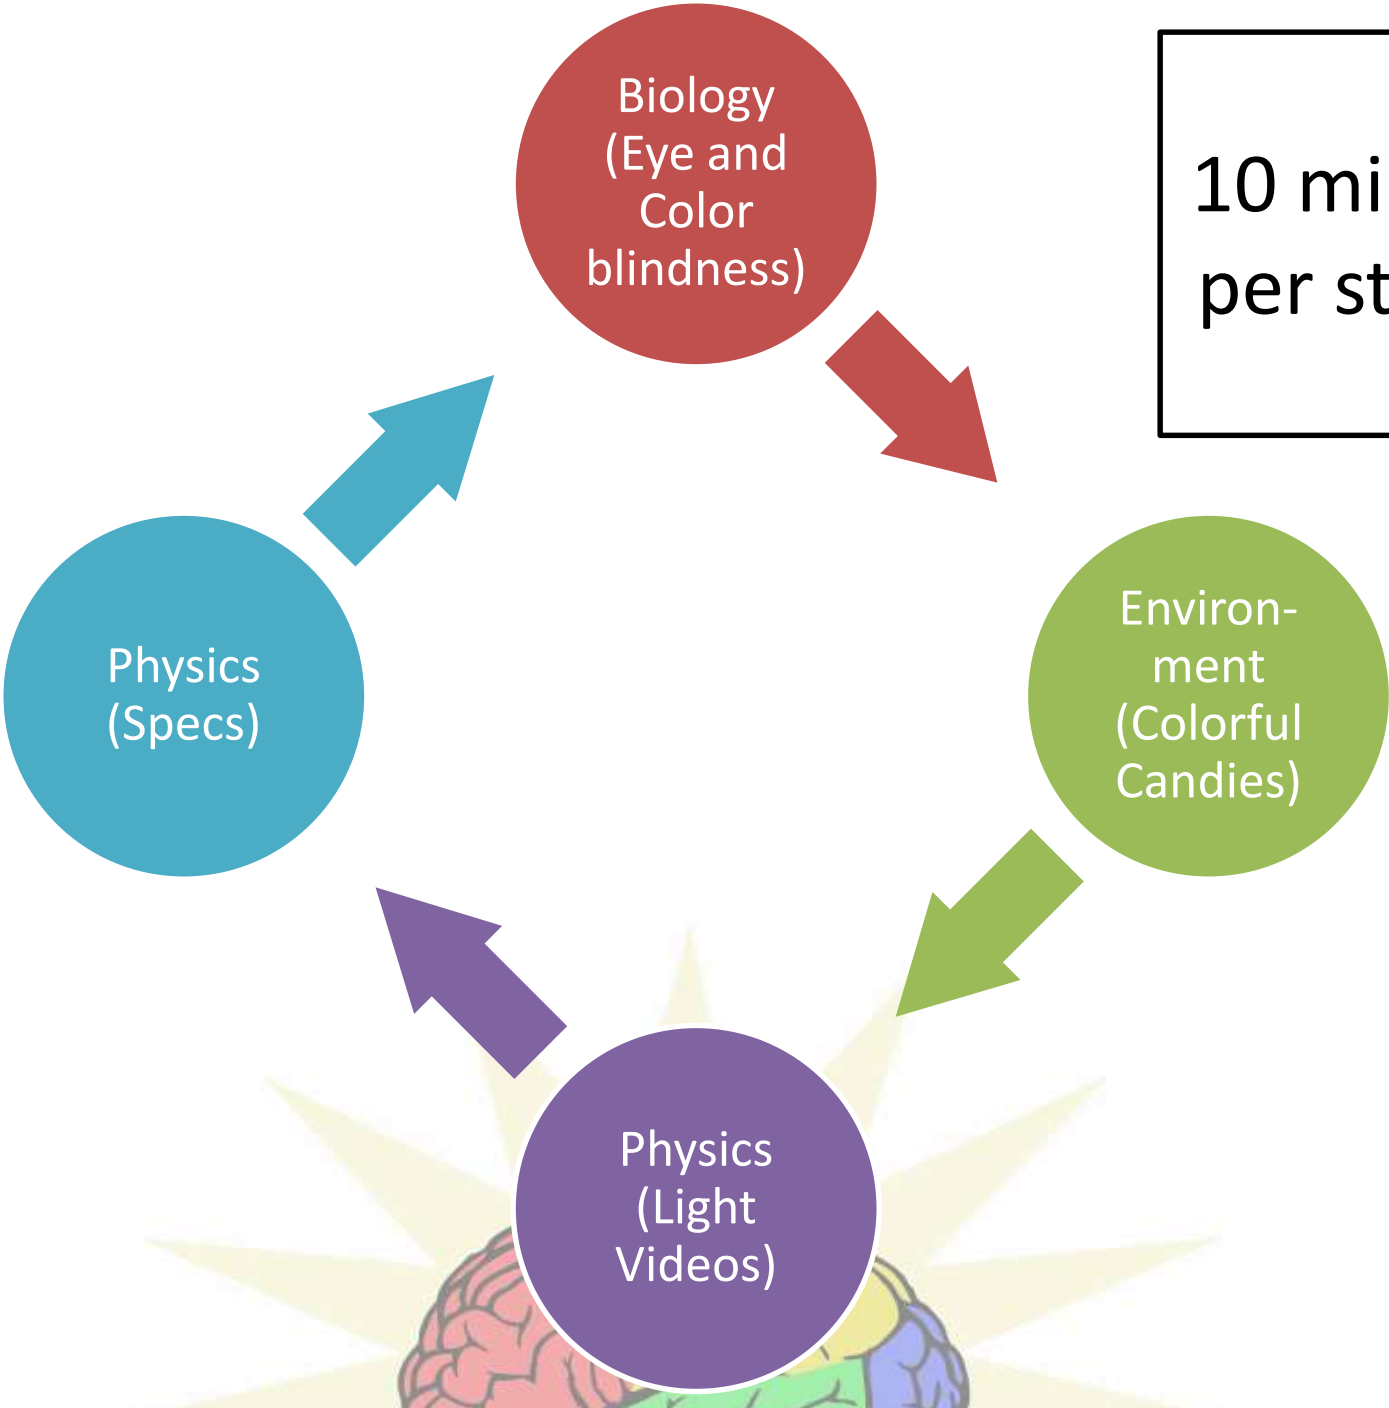 Biology
(Eye and
Color
blindness)
10 mi
per st
Environ-
ment
(Colorful
Candies)
Physics
(Specs)
Physics
(Light
Videos)